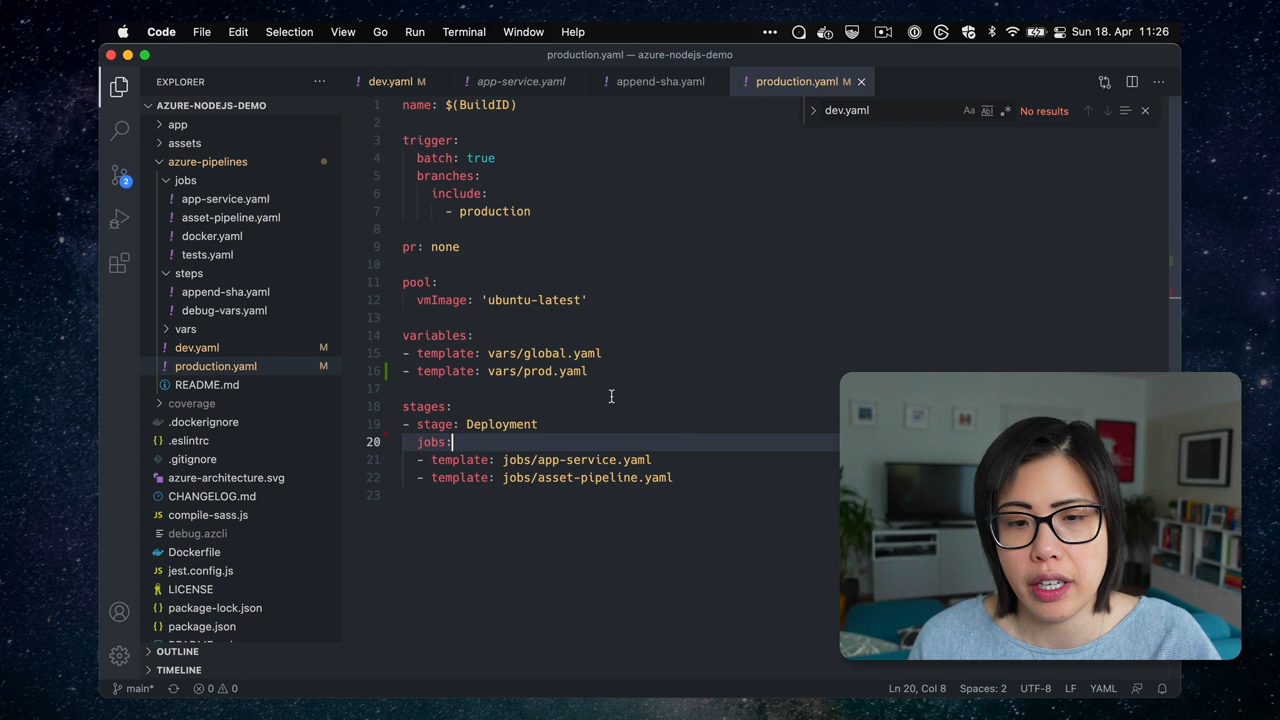 Code File Edit Selection View Go Run Terminal Window Help Sun 18. Apr 11:26
production.yaml — azure-nodejs-demo
EXPLORER
dev.yaml M
app-service.yaml
append-sha.yaml
production.yaml M
dev.yaml
Aa Abl No results
AZURE-NODEJS-DEMO
app
assets
azure-pipelines
jobs
! app-service.yaml
! asset-pipeline.yaml
! docker.yaml
! tests.yaml
steps
! append-sha.yaml
! debug-vars.yaml
vars
! dev.yaml M
! production.yaml M
README.md
coverage
.dockerignore
.eslintrc
.gitignore
azure-architecture.svg
CHANGELOG.md
compile-sass.js
debug.azcli
Dockerfile
jest.config.js
LICENSE
package-lock.json
package.json
OUTLINE
TIMELINE
2
1 name: $(BuildID)
2
3 trigger:
4 batch: true
5 branches:
6 include:
7 - production
8
9 pr: none
10
11 pool:
12 vmImage: 'ubuntu-latest'
13
14 variables:
15 - template: vars/global.yaml
16 - template: vars/prod.yaml
17
18 stages:
19 - stage: Deployment
20 jobs:
21 - template: jobs/app-service.yaml
22 - template: jobs/asset-pipeline.yaml
23
main* 0 0 Ln 20, Col 8 Spaces: 2 UTF-8 LF YAML